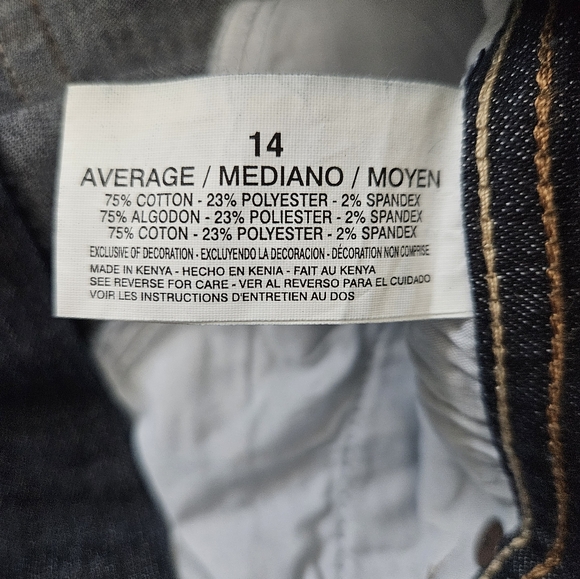 14
AVERAGE / MEDIANO / MOYEN
75% COTTON - 23% POLYESTER - 2% SPANDEX
75% ALGODON - 23% POLIESTER - 2% SPANDEX
75% COTON - 23% POLYESTER - 2% SPANDEX
EXCLUSIVE OF DECORATION - EXCLUYENDO LA DECORACION - DÉCORATION NON COMPRISE
MADE IN KENYA - HECHO EN KENIA - FAIT AU KENYA
SEE REVERSE FOR CARE - VER AL REVERSO PARA EL CUIDADO
VOIR LES INSTRUCTIONS D'ENTRETIEN AU DOS